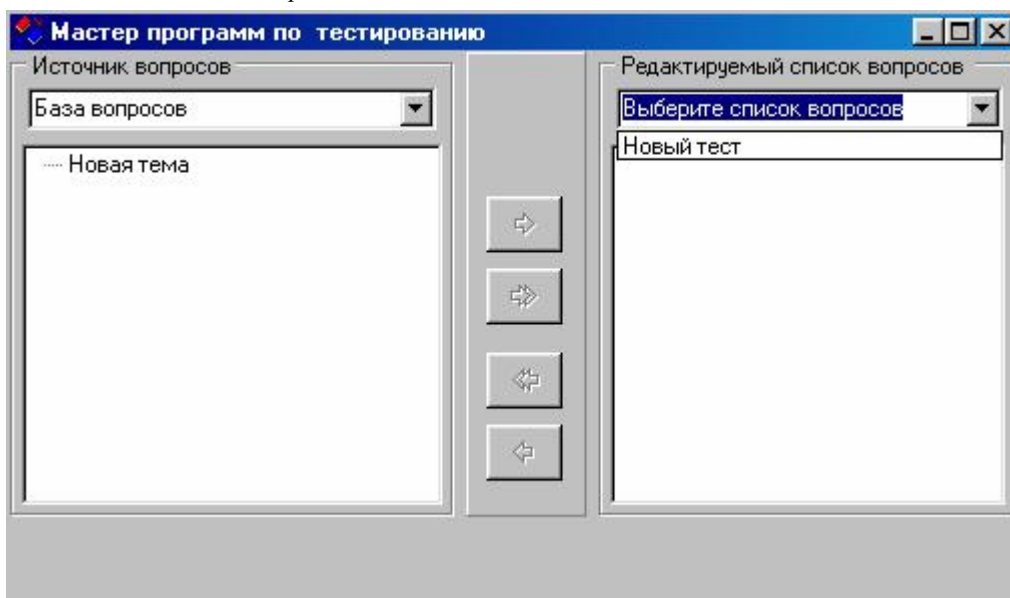 Мастер программ по тестированию
Источник вопросов
База вопросов
Новая тема
Редактируемый список вопросов
Выберите список вопросов
Новый тест